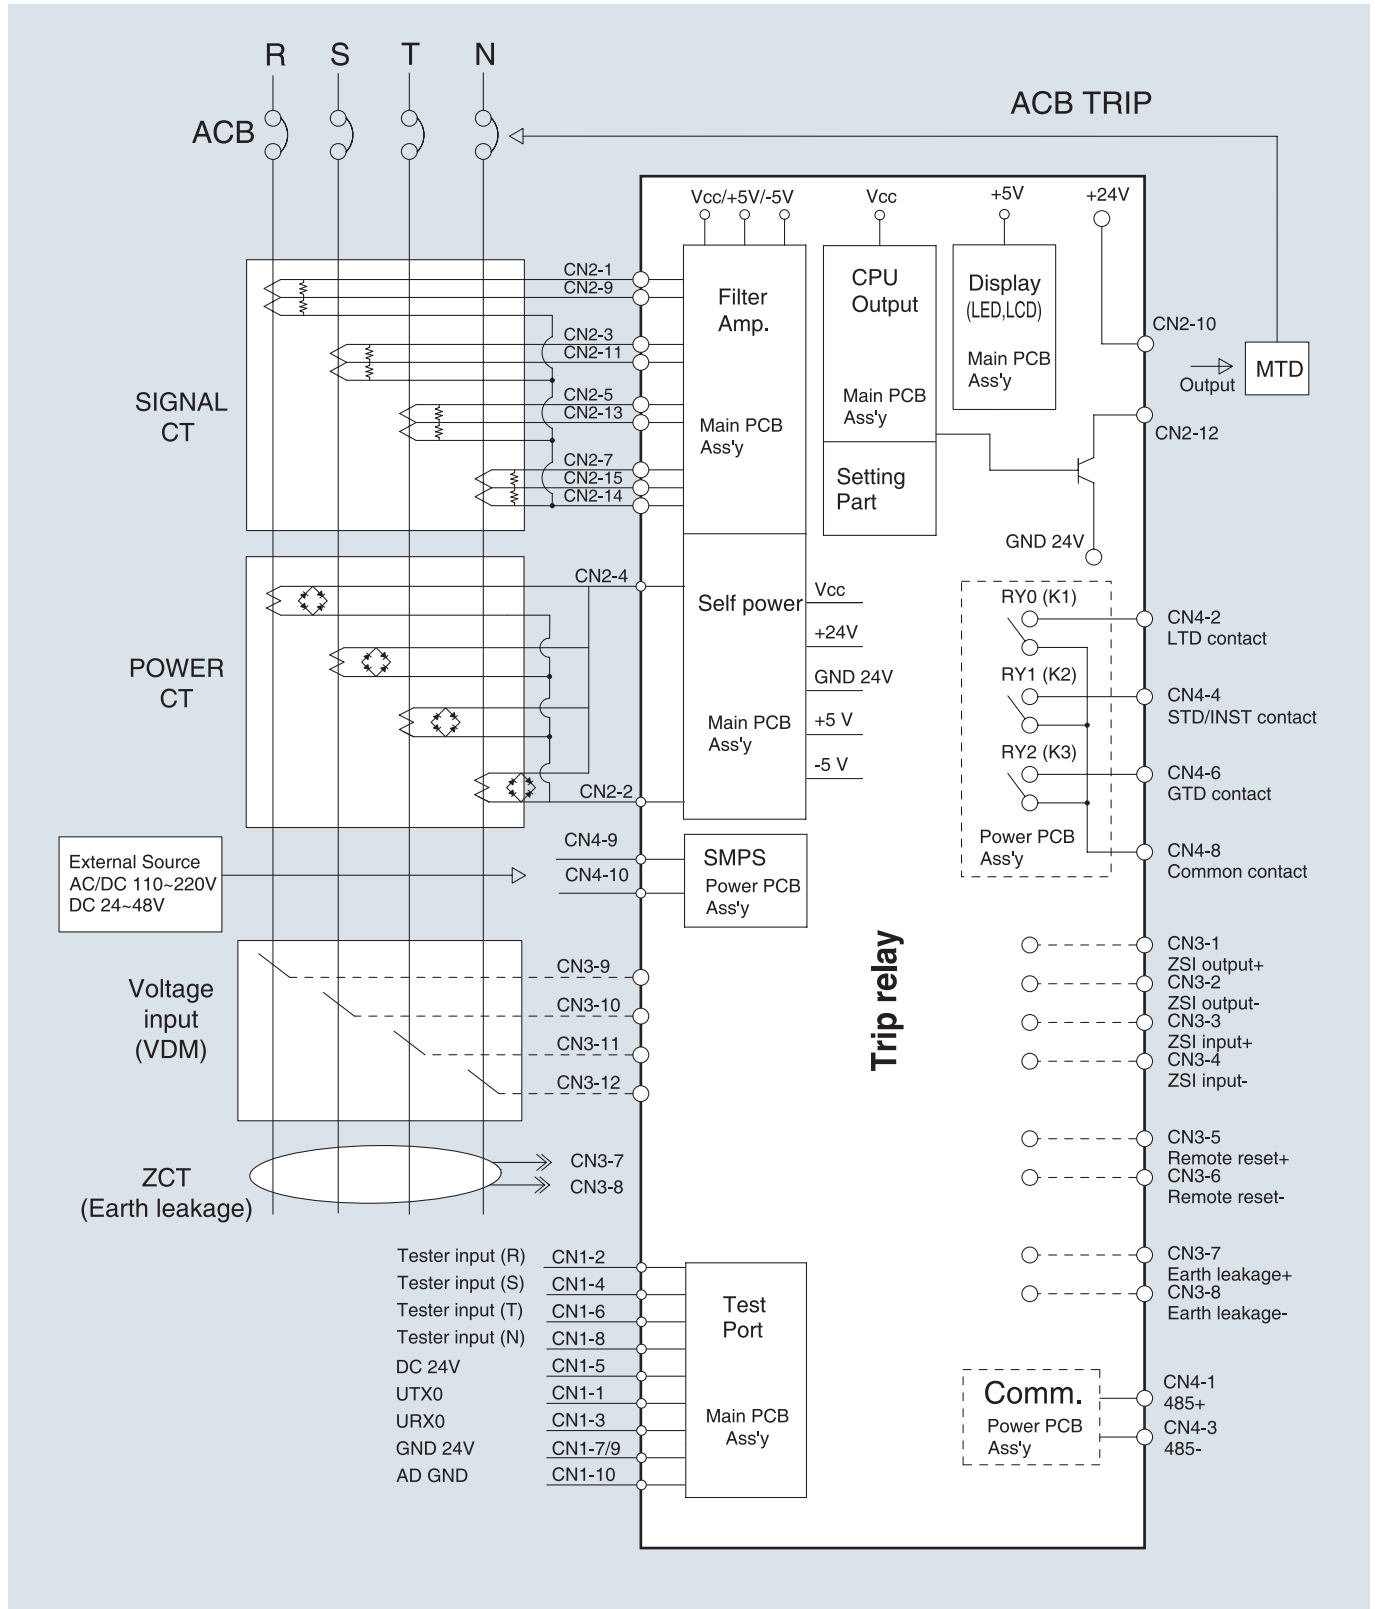 R S T N
ACB TRIP
ACB
Vcc/+5V/-5V
Vcc
+5V
+24V
SIGNAL
CT
CN2-1
CN2-9
CN2-3
CN2-11
CN2-5
CN2-13
CN2-7
CN2-15
CN2-14
Filter
Amp.
Main PCB
Ass'y
CPU
Output
Main PCB
Ass'y
Setting
Part
Display
(LED,LCD)
Main PCB
Ass'y
CN2-10
Output
MTD
CN2-12
GND 24V
POWER
CT
CN2-4
CN2-2
Self power
Main PCB
Ass'y
Vcc
+24V
GND 24V
+5 V
-5 V
RY0 (K1)
RY1 (K2)
RY2 (K3)
Power PCB
Ass'y
CN4-2
LTD contact
CN4-4
STD/INST contact
CN4-6
GTD contact
CN4-8
Common contact
External Source
AC/DC 110~220V
DC 24~48V
CN4-9
CN4-10
SMPS
Power PCB
Ass'y
Trip relay
Voltage
input
(VDM)
CN3-9
CN3-10
CN3-11
CN3-12
CN3-1
ZSI output+
CN3-2
ZSI output-
CN3-3
ZSI input+
CN3-4
ZSI input-
ZCT
(Earth leakage)
CN3-7
CN3-8
CN3-5
Remote reset+
CN3-6
Remote reset-
CN3-7
Earth leakage+
CN3-8
Earth leakage-
Tester input (R) CN1-2
Tester input (S) CN1-4
Tester input (T) CN1-6
Tester input (N) CN1-8
DC 24V CN1-5
UTX0 CN1-1
URX0 CN1-3
GND 24V CN1-7/9
AD GND CN1-10
Test
Port
Main PCB
Ass'y
Comm.
Power PCB
Ass'y
CN4-1
485+
CN4-3
485-